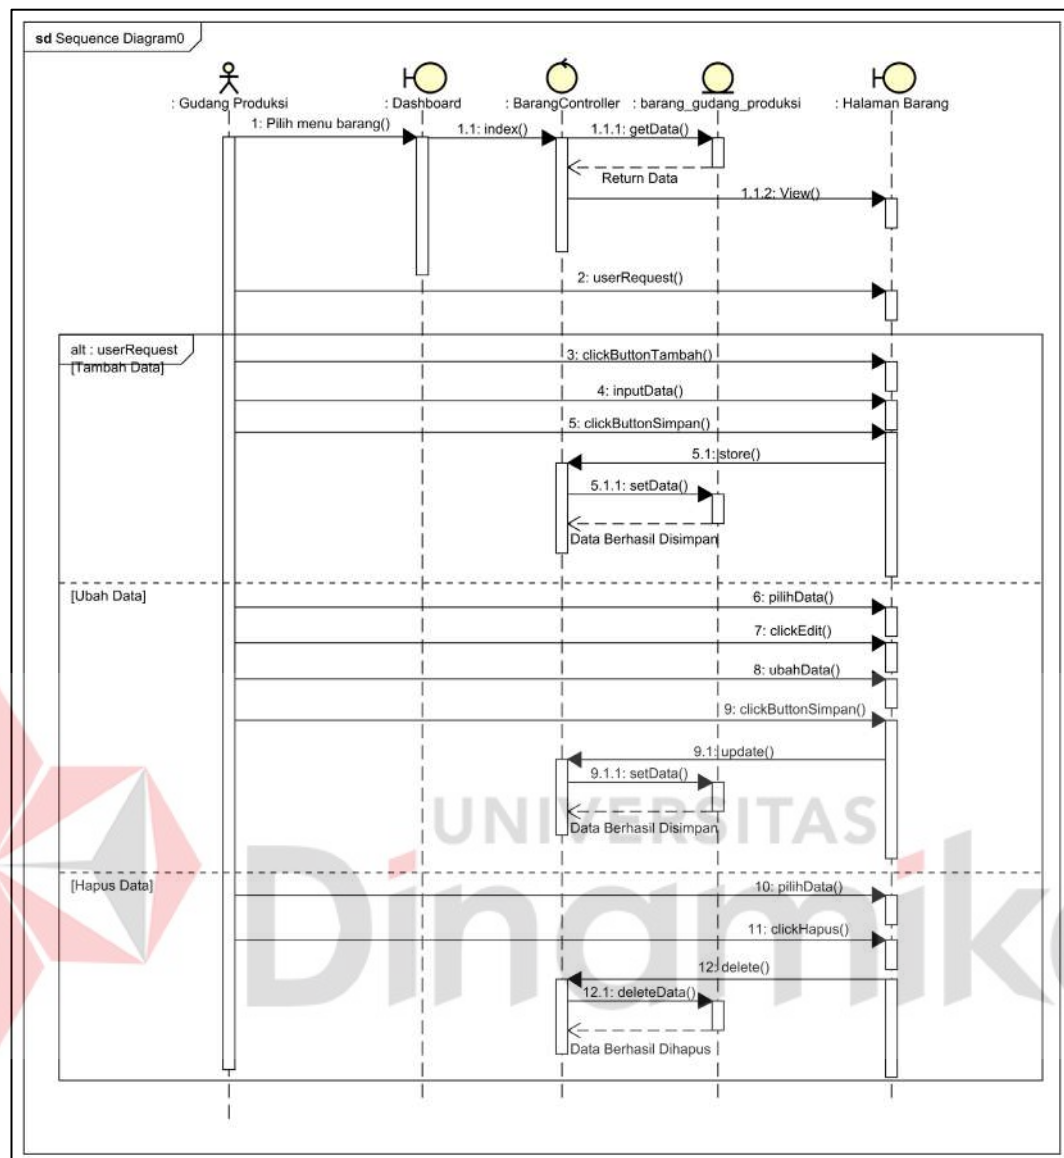 sd Sequence Diagram0
: Gudang Produksi
: Dashboard
: BarangController
: barang_gudang_produksi
: Halaman Barang
1: Pilih menu barang()
1.1: index()
1.1.1: getData()
Return Data
1.1.2: View()
2: userRequest()
alt : userRequest
[Tambah Data]
3: clickButtonTambah()
4: inputData()
5: clickButtonSimpan()
5.1: store()
5.1.1: setData()
Data Berhasil Disimpan
[Ubah Data]
6: pilihData()
7: clickEdit()
8: ubahData()
9: clickButtonSimpan()
9.1: update()
9.1.1: setData()
Data Berhasil Disimpan
UNIVERSITAS
Dinamika
[Hapus Data]
10: pilihData()
11: clickHapus()
12: delete()
12.1: deleteData()
Data Berhasil Dihapus